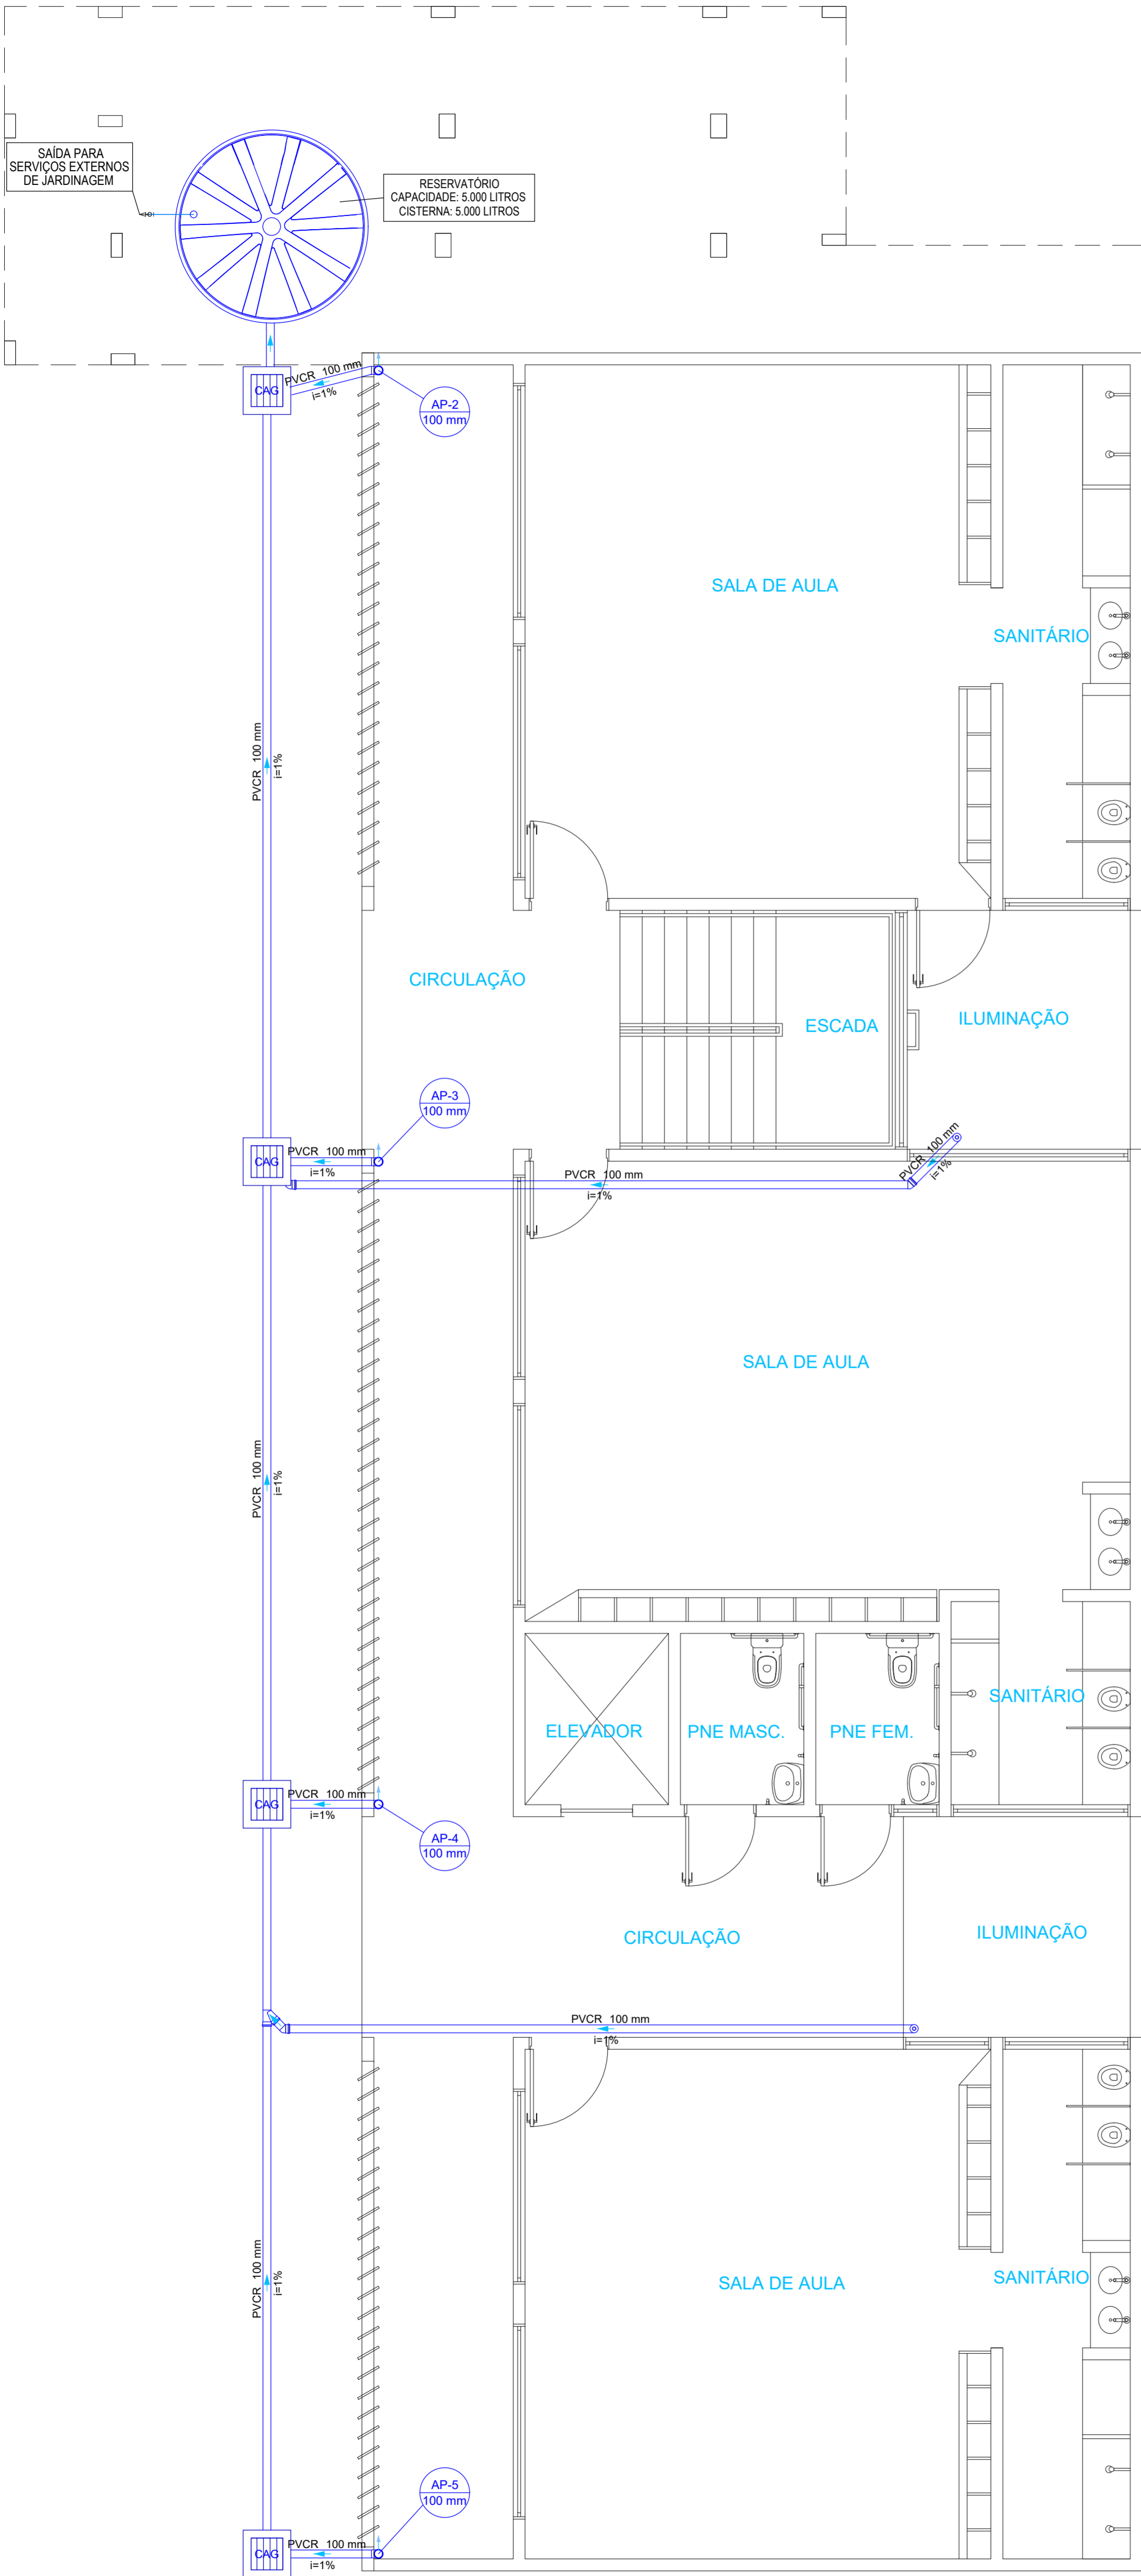 SAÍDA PARA
SERVIÇOS EXTERNOS
DE JARDINAGEM
RESERVATÓRIO
CAPACIDADE: 5.000 LITROS
CISTERNA: 5.000 LITROS
PVCR 100 mm
i=1%
CAG
AP-2
100 mm
SALA DE AULA
SANITÁRIO
PVCR 100 mm
i=1%
CIRCULAÇÃO
ESCADA
ILUMINAÇÃO
AP-3
100 mm
CAG
PVCR 100 mm
i=1%
PVCR 100 mm
i=1%
PVCR 100 mm
i=1%
SALA DE AULA
PVCR 100 mm
i=1%
ELEVADOR
PNE MASC.
PNE FEM.
SANITÁRIO
CAG
PVCR 100 mm
i=1%
AP-4
100 mm
CIRCULAÇÃO
ILUMINAÇÃO
PVCR 100 mm
i=1%
PVCR 100 mm
i=1%
SALA DE AULA
SANITÁRIO
AP-5
100 mm
CAG
PVCR 100 mm
i=1%